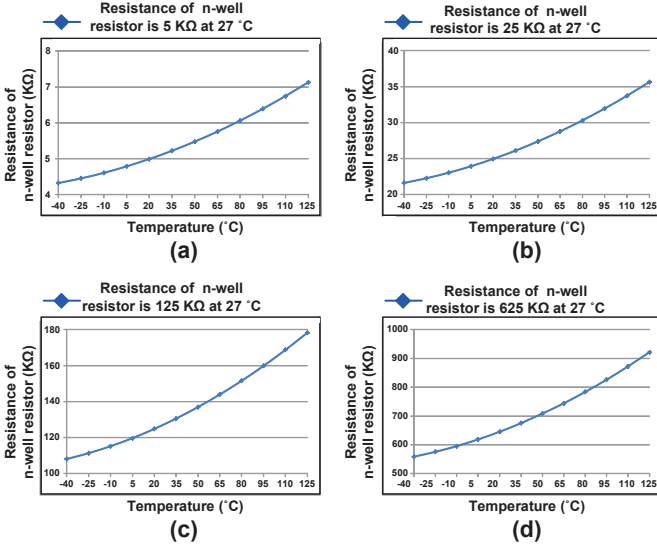 Resistance of n-well
resistor is 5 KΩ at 27 ˚C
Resistance of
n-well resistor (KΩ)
8
7
6
5
4
-40 -25 -10 5 20 35 50 65 80 95 110 125
Temperature (˚C)
(a)
Resistance of n-well
resistor is 25 KΩ at 27 ˚C
Resistance of
n-well resistor (KΩ)
40
35
30
25
20
-40 -25 -10 5 20 35 50 65 80 95 110 125
Temperature (˚C)
(b)
Resistance of n-well
resistor is 125 KΩ at 27 ˚C
Resistance of
n-well resistor (KΩ)
180
160
140
120
100
-40 -25 -10 5 20 35 50 65 80 95 110 125
Temperature (˚C)
(c)
Resistance of n-well
resistor is 625 KΩ at 27 ˚C
Resistance of
n-well resistor (KΩ)
1000
900
800
700
600
500
-40 -25 -10 5 20 35 50 65 80 95 110 125
Temperature (˚C)
(d)